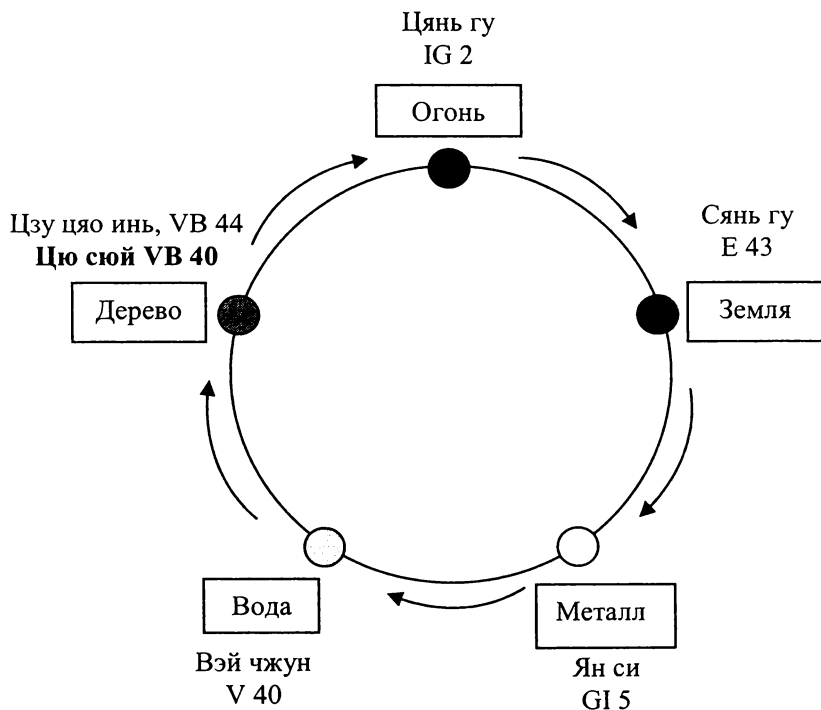 Цянь гу
IG 2
Огонь
Цзу цяо инь, VB 44
Цю сюй VB 40
Дерево
Сянь гу
E 43
Земля
Вода
Вэй чжун
V 40
Металл
Ян си
GI 5